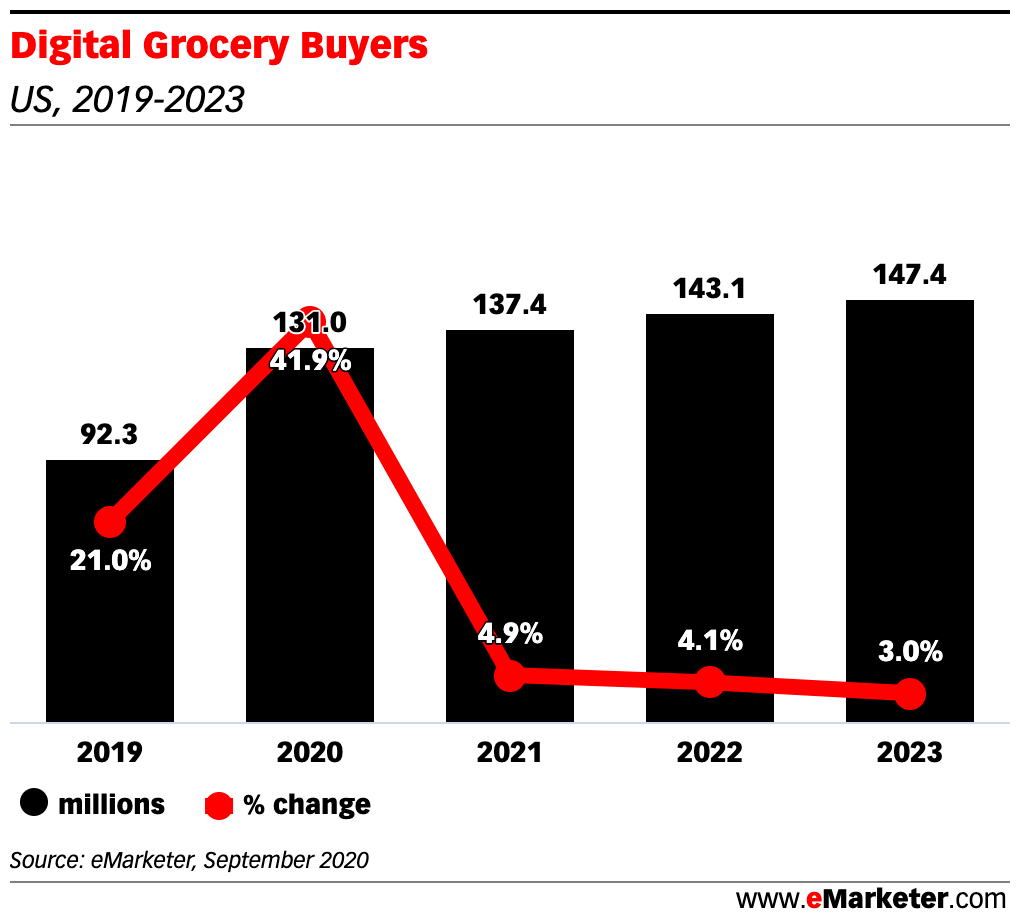 Digital Grocery Buyers
US, 2019-2023
147.4
143.1
137.4
131.0
41.9%
92.3
21.0%
4.9%
4.1%
3.0%
2019 2020 2021 2022 2023
millions % change
Source: eMarketer, September 2020
www.eMarketer.com